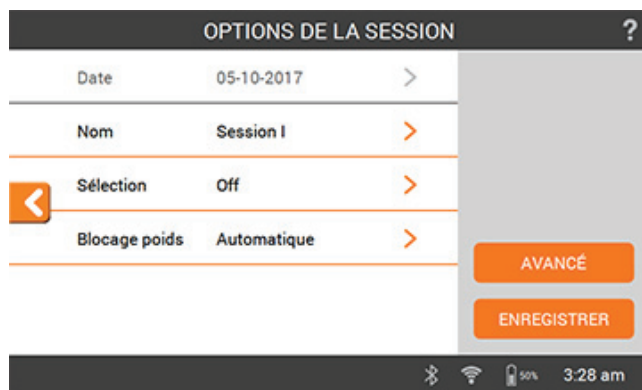 OPTIONS DE LA SESSION ?
Date 05-10-2017
Nom Session I
Sélection Off
Blocage poids Automatique
AVANCÉ
ENREGISTRER
50% 3:28 am